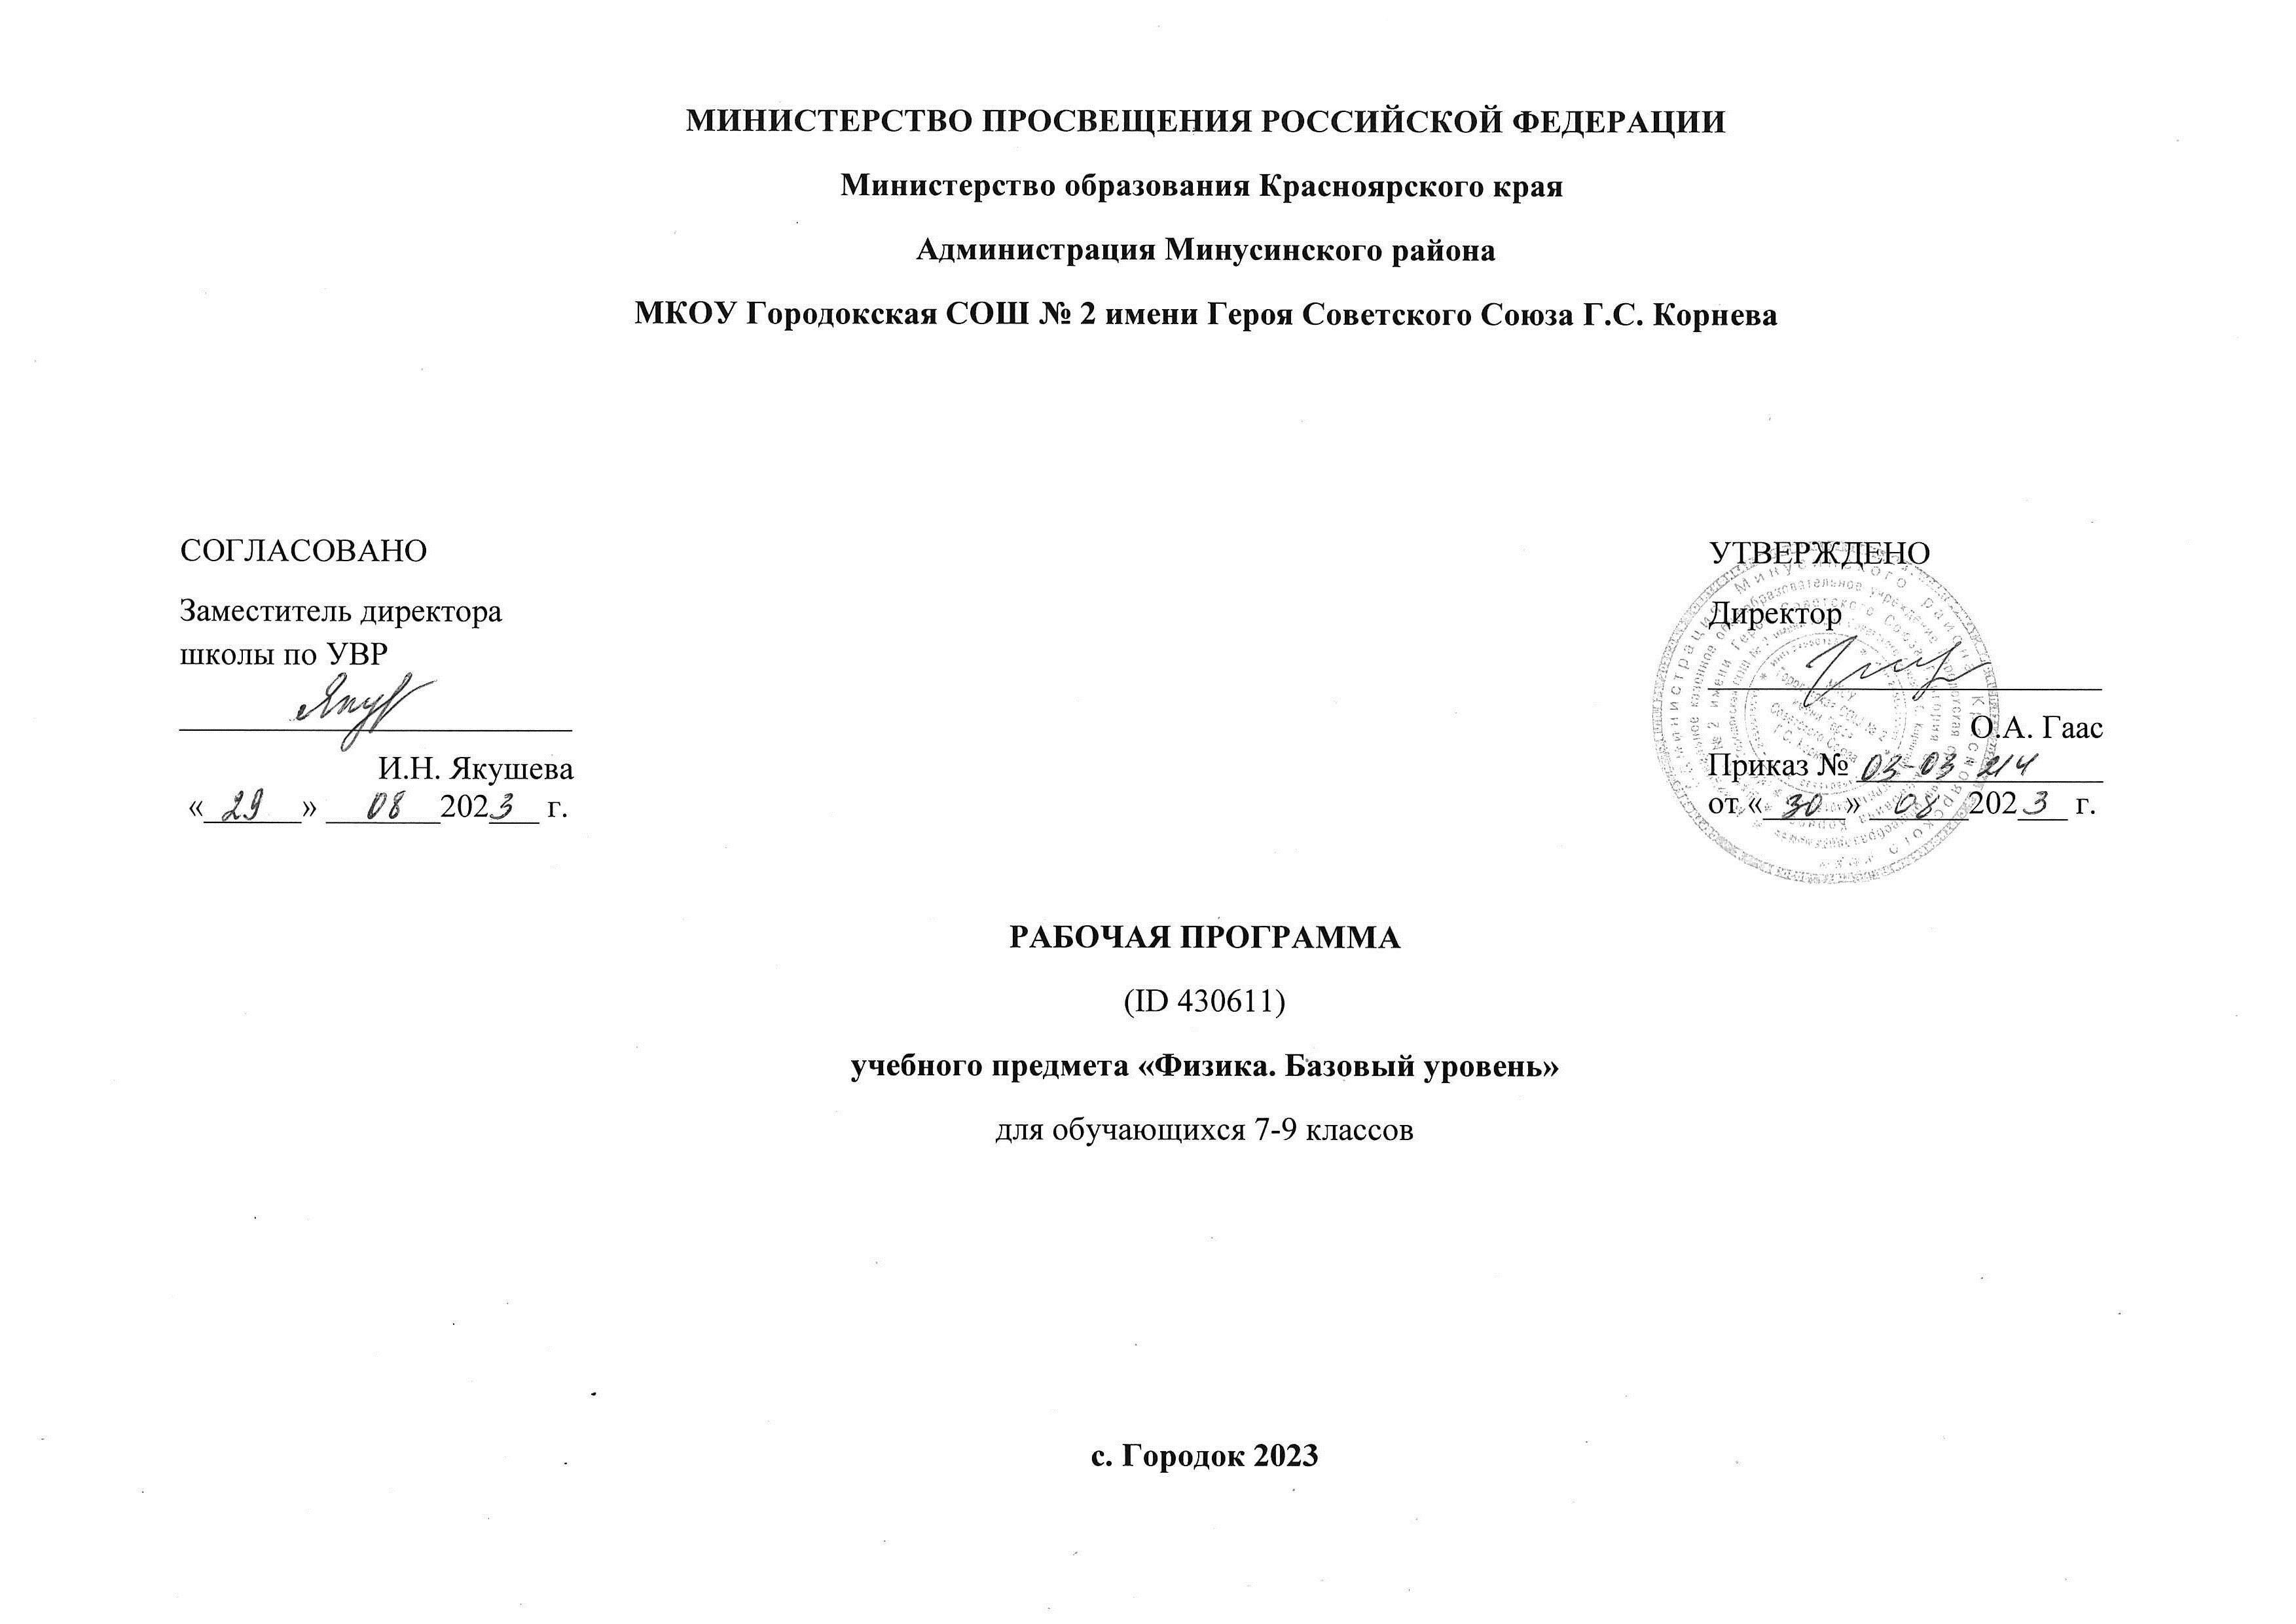 МИНИСТЕРСТВО ПРОСВЕЩЕНИЯ РОССИЙСКОЙ ФЕДЕРАЦИИ
Министерство образования Красноярского края
Администрация Минусинского района
МКОУ Городокская СОШ № 2 имени Героя Советского Союза Г.С. Корнева
СОГЛАСОВАНО
Заместитель директора
школы по УВР
И.Н. Якушева
«29» 08 2023 г.
УТВЕРЖДЕНО
Директор
О.А. Гаас
Приказ № 03-03 214
от «30» 08 2023 г.
РАБОЧАЯ ПРОГРАММА
(ID 430611)
учебного предмета «Физика. Базовый уровень»
для обучающихся 7-9 классов
с. Городок 2023